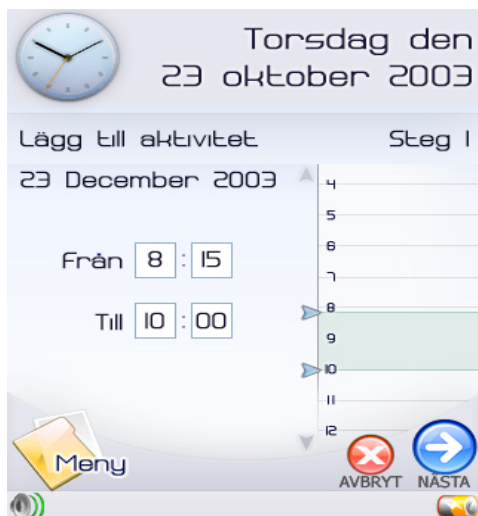 Torsdag den
23 oktober 2003
Lägg till aktivitet
Steg 1
23 December 2003
Från 8 : 15
Till 10 : 00
4
5
6
7
8
9
10
11
12
Meny
AVBRYT
NÄSTA